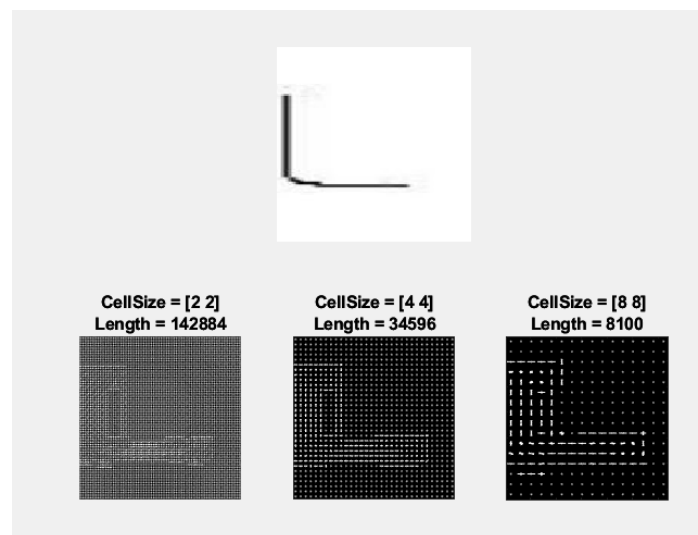 CellSize = [2 2]
Length = 142884
CellSize = [4 4]
Length = 34596
CellSize = [8 8]
Length = 8100